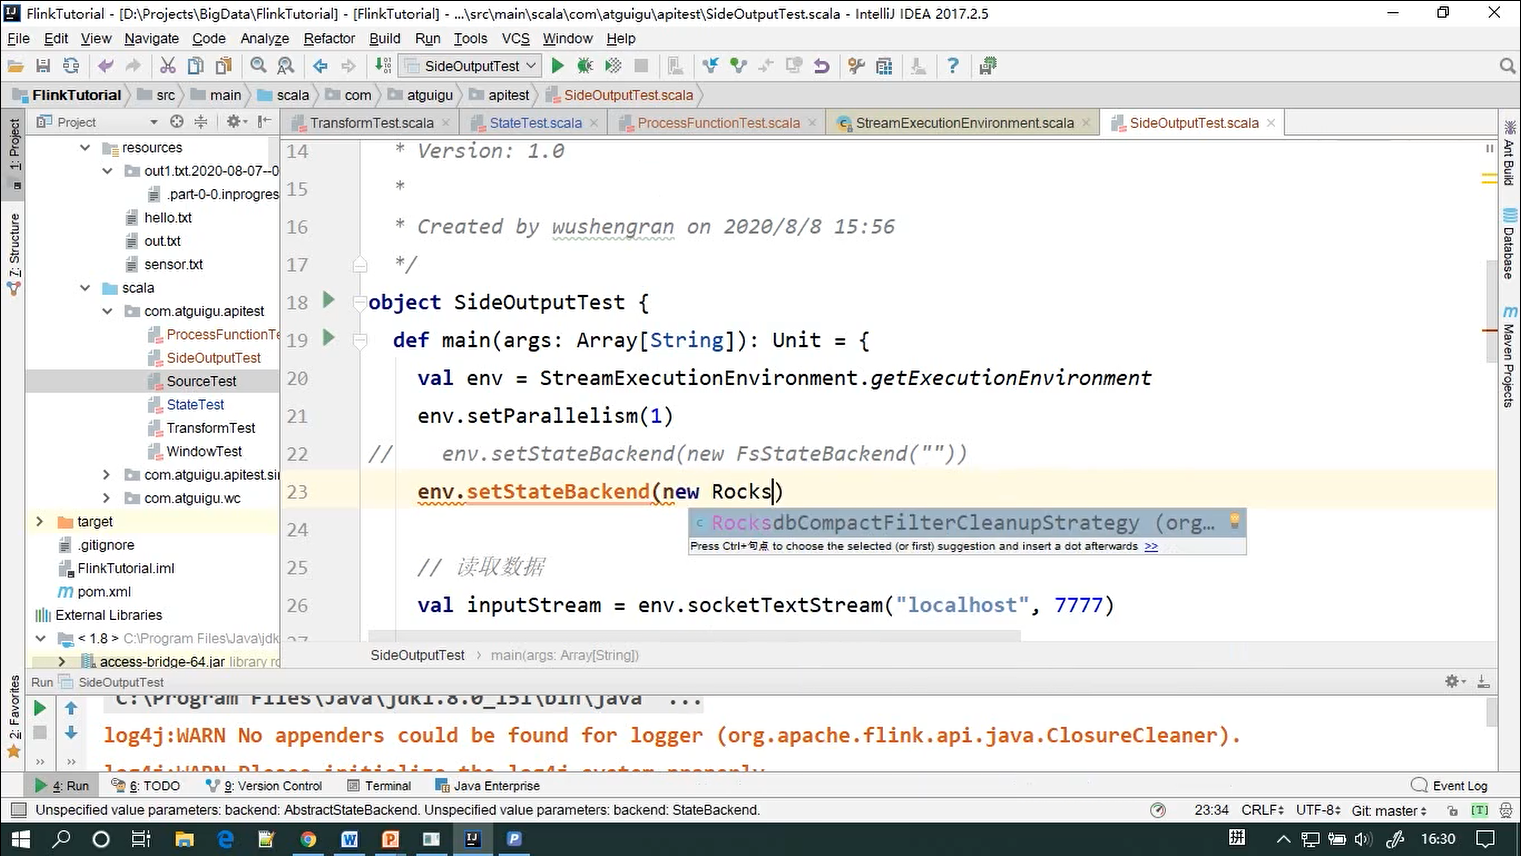 FlinkTutorial - [D:\Projects\BigData\FlinkTutorial] - [FlinkTutorial] - ...\src\main\scala\com\atguigu\apitest\SideOutputTest.scala - IntelliJ IDEA 2017.2.5
File Edit View Navigate Code Analyze Refactor Build Run Tools VCS Window Help
SideOutputTest
FlinkTutorial src main scala com atguigu apitest SideOutputTest.scala
Project
TransformTest.scala StateTest.scala ProcessFunctionTest.scala StreamExecutionEnvironment.scala SideOutputTest.scala
1: Project
7: Structure
2: Favorites
resources
out1.txt.2020-08-07--0
.part-0-0.inprogres
hello.txt
out.txt
sensor.txt
scala
com.atguigu.apitest
ProcessFunctionTe
SideOutputTest
SourceTest
StateTest
TransformTest
WindowTest
com.atguigu.apitest.sin
com.atguigu.wc
target
.gitignore
FlinkTutorial.iml
pom.xml
External Libraries
< 1.8 > C:\Program Files\Java\jdk
access-bridge-64.jar library ro
14 * Version: 1.0
15 *
16 * Created by wushengran on 2020/8/8 15:56
17 */
18 object SideOutputTest {
19 def main(args: Array[String]): Unit = {
20 val env = StreamExecutionEnvironment.getExecutionEnvironment
21 env.setParallelism(1)
22 // env.setStateBackend(new FsStateBackend(""))
23 env.setStateBackend(new Rocks)
24
RocksdbCompactFilterCleanupStrategy (org...
Press Ctrl+句点 to choose the selected (or first) suggestion and insert a dot afterwards >>
25 // 读取数据
26 val inputStream = env.socketTextStream("localhost", 7777)
27
SideOutputTest main(args: Array[String])
Ant Build
Database
Maven Projects
Run SideOutputTest
C:\Program Files\Java\jdk1.8.0_151\bin\java ...
log4j:WARN No appenders could be found for logger (org.apache.flink.api.java.ClosureCleaner).
log4j:WARN Please initialize the log4j system properly.
4: Run 6: TODO 9: Version Control Terminal Java Enterprise Event Log
Unspecified value parameters: backend: AbstractStateBackend. Unspecified value parameters: backend: StateBackend. 23:34 CRLF UTF-8 Git: master [T]
16:30